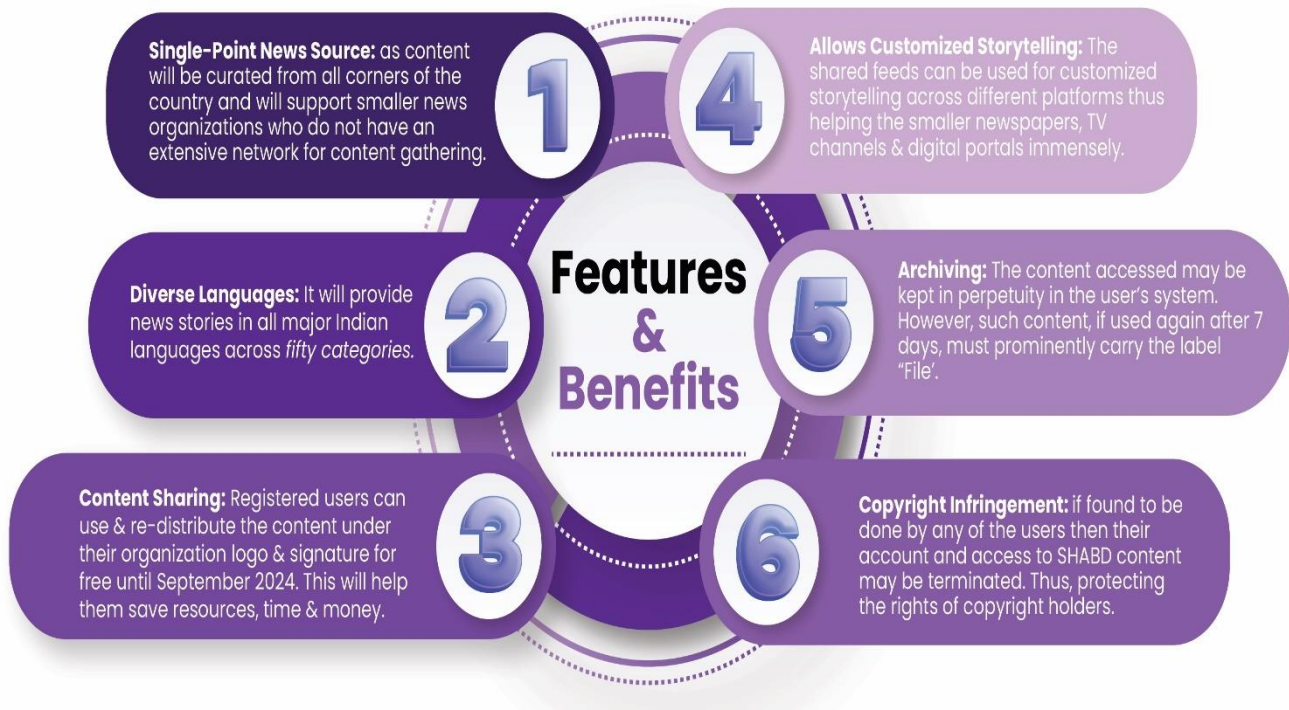 Features
&
Benefits
1
Single-Point News Source: as content
will be curated from all corners of the
country and will support smaller news
organizations who do not have an
extensive network for content gathering.
2
Diverse Languages: It will provide
news stories in all major Indian
languages across fifty categories.
3
Content Sharing: Registered users can
use & re-distribute the content under
their organization logo & signature for
free until September 2024. This will help
them save resources, time & money.
4
Allows Customized Storytelling: The
shared feeds can be used for customized
storytelling across different platforms thus
helping the smaller newspapers, TV
channels & digital portals immensely.
5
Archiving: The content accessed may be
kept in perpetuity in the user's system.
However, such content, if used again after 7
days, must prominently carry the label
“File’.
6
Copyright Infringement: if found to be
done by any of the users then their
account and access to SHABD content
may be terminated. Thus, protecting
the rights of copyright holders.